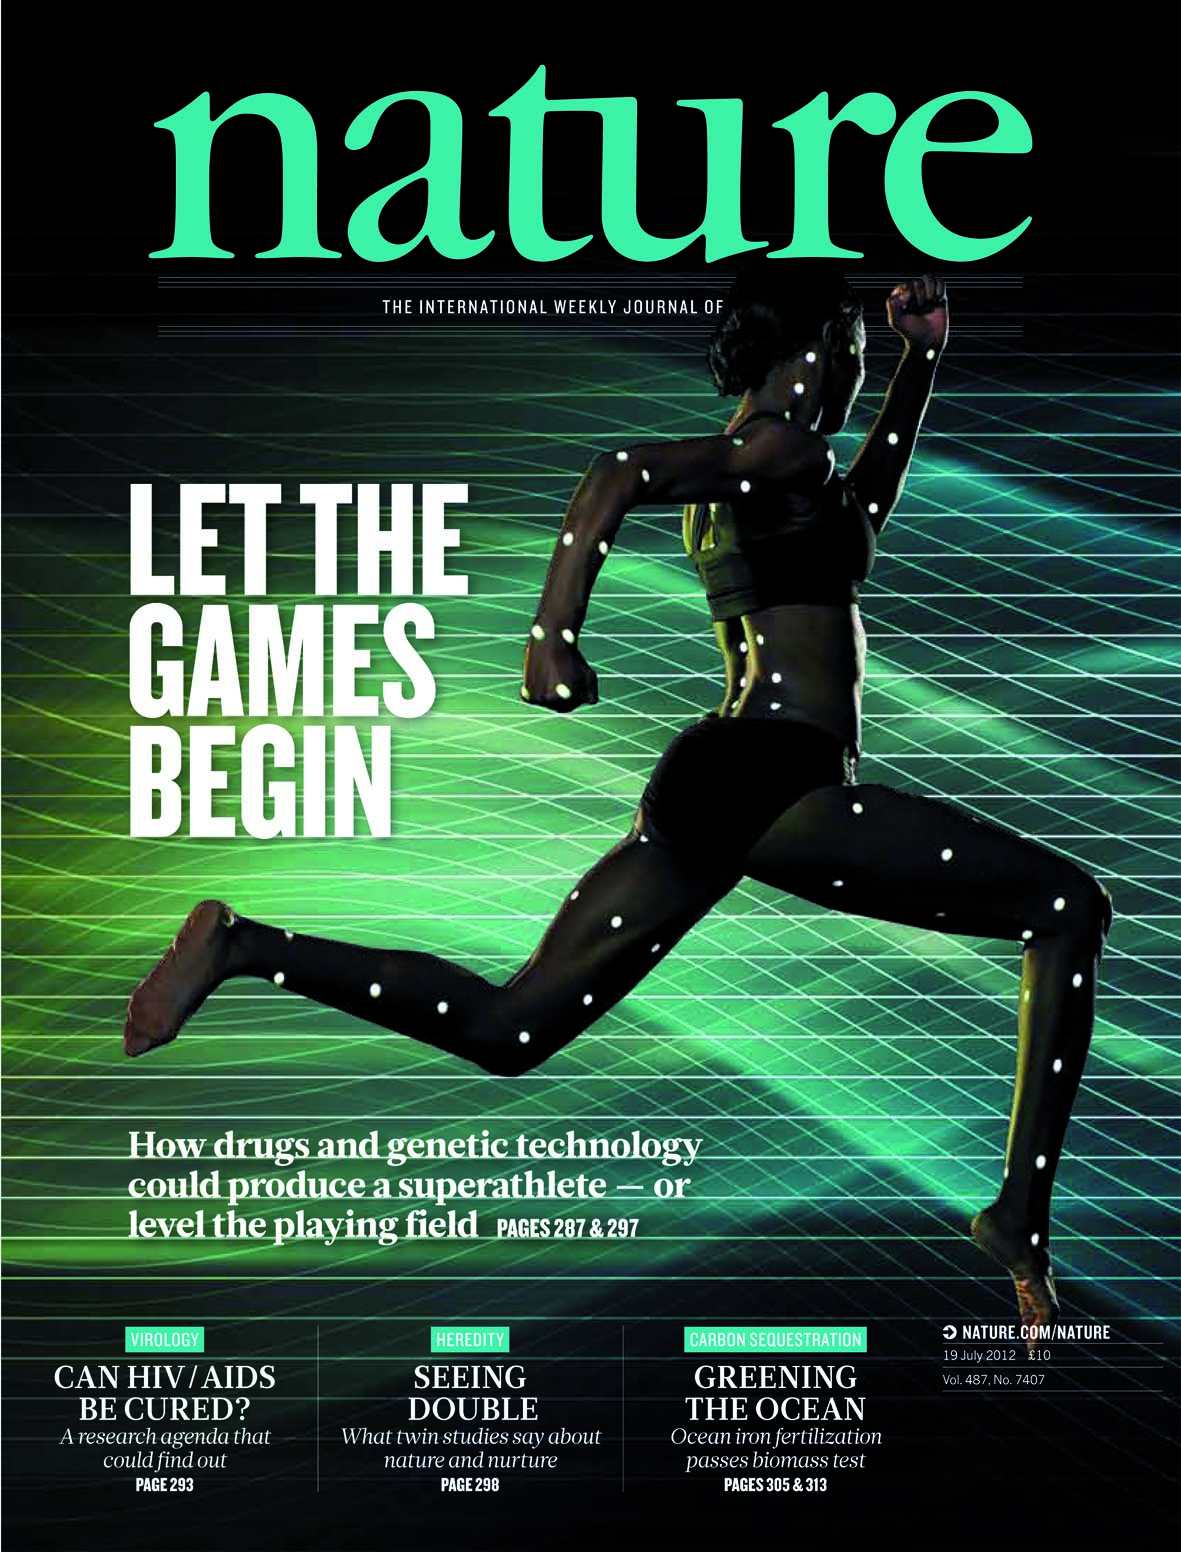 nature
THE INTERNATIONAL WEEKLY JOURNAL OF
LET THE
GAMES
BEGIN
How drugs and genetic technology
could produce a superathlete — or
level the playing field PAGES 287 & 297
VIROLOGY
CAN HIV/AIDS
BE CURED?
A research agenda that
could find out
PAGE 293
HEREDITY
SEEING
DOUBLE
What twin studies say about
nature and nurture
PAGE 298
CARBON SEQUESTRATION
GREENING
THE OCEAN
Ocean iron fertilization
passes biomass test
PAGES 305 & 313
NATURE.COM/NATURE
19 July 2012 £10
Vol. 487, No. 7407